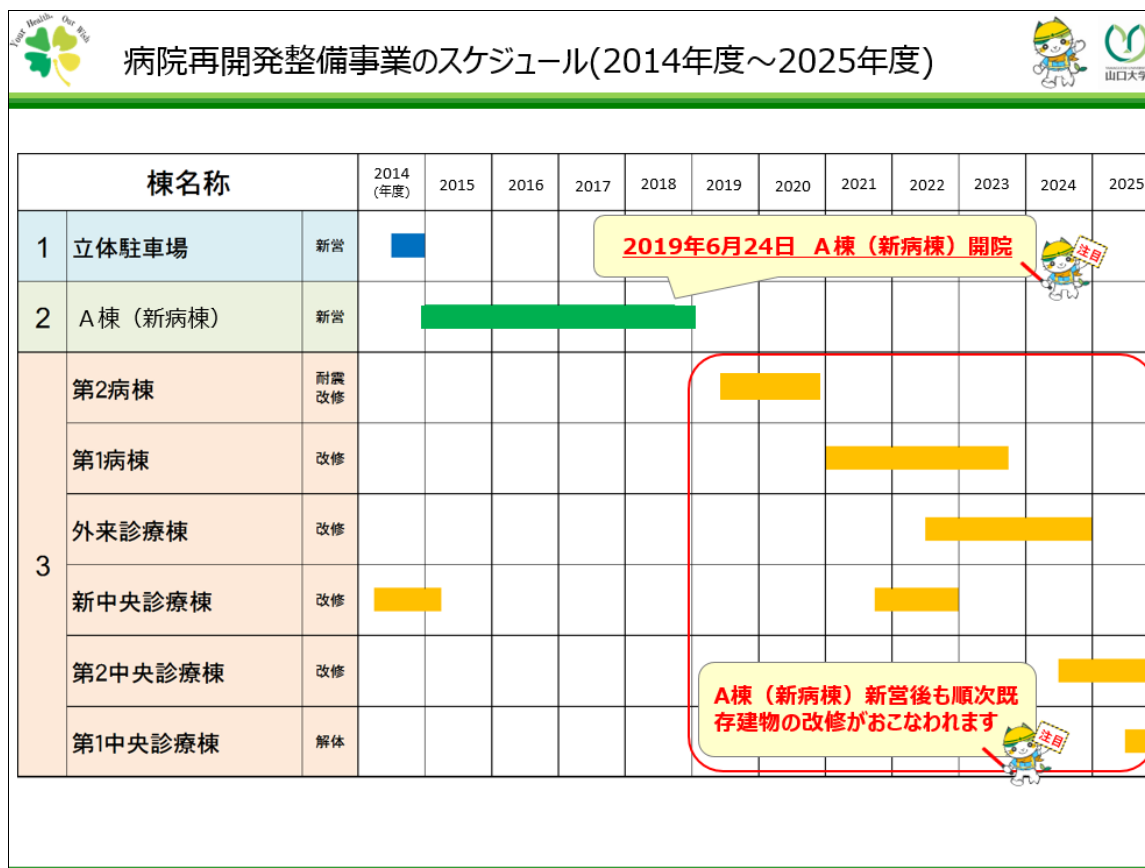 Your Health, Our Wish
病院再開発整備事業のスケジュール(2014年度～2025年度)
山口大学
棟名称
2014
(年度)
2015
2016
2017
2018
2019
2020
2021
2022
2023
2024
2025
1
立体駐車場
新営
2019年6月24日 A棟（新病棟）開院
注目
2
A棟（新病棟）
新営
3
第2病棟
耐震
改修
第1病棟
改修
外来診療棟
改修
新中央診療棟
改修
第2中央診療棟
改修
第1中央診療棟
解体
A棟（新病棟）新営後も順次既
存建物の改修がおこなわれます
注目